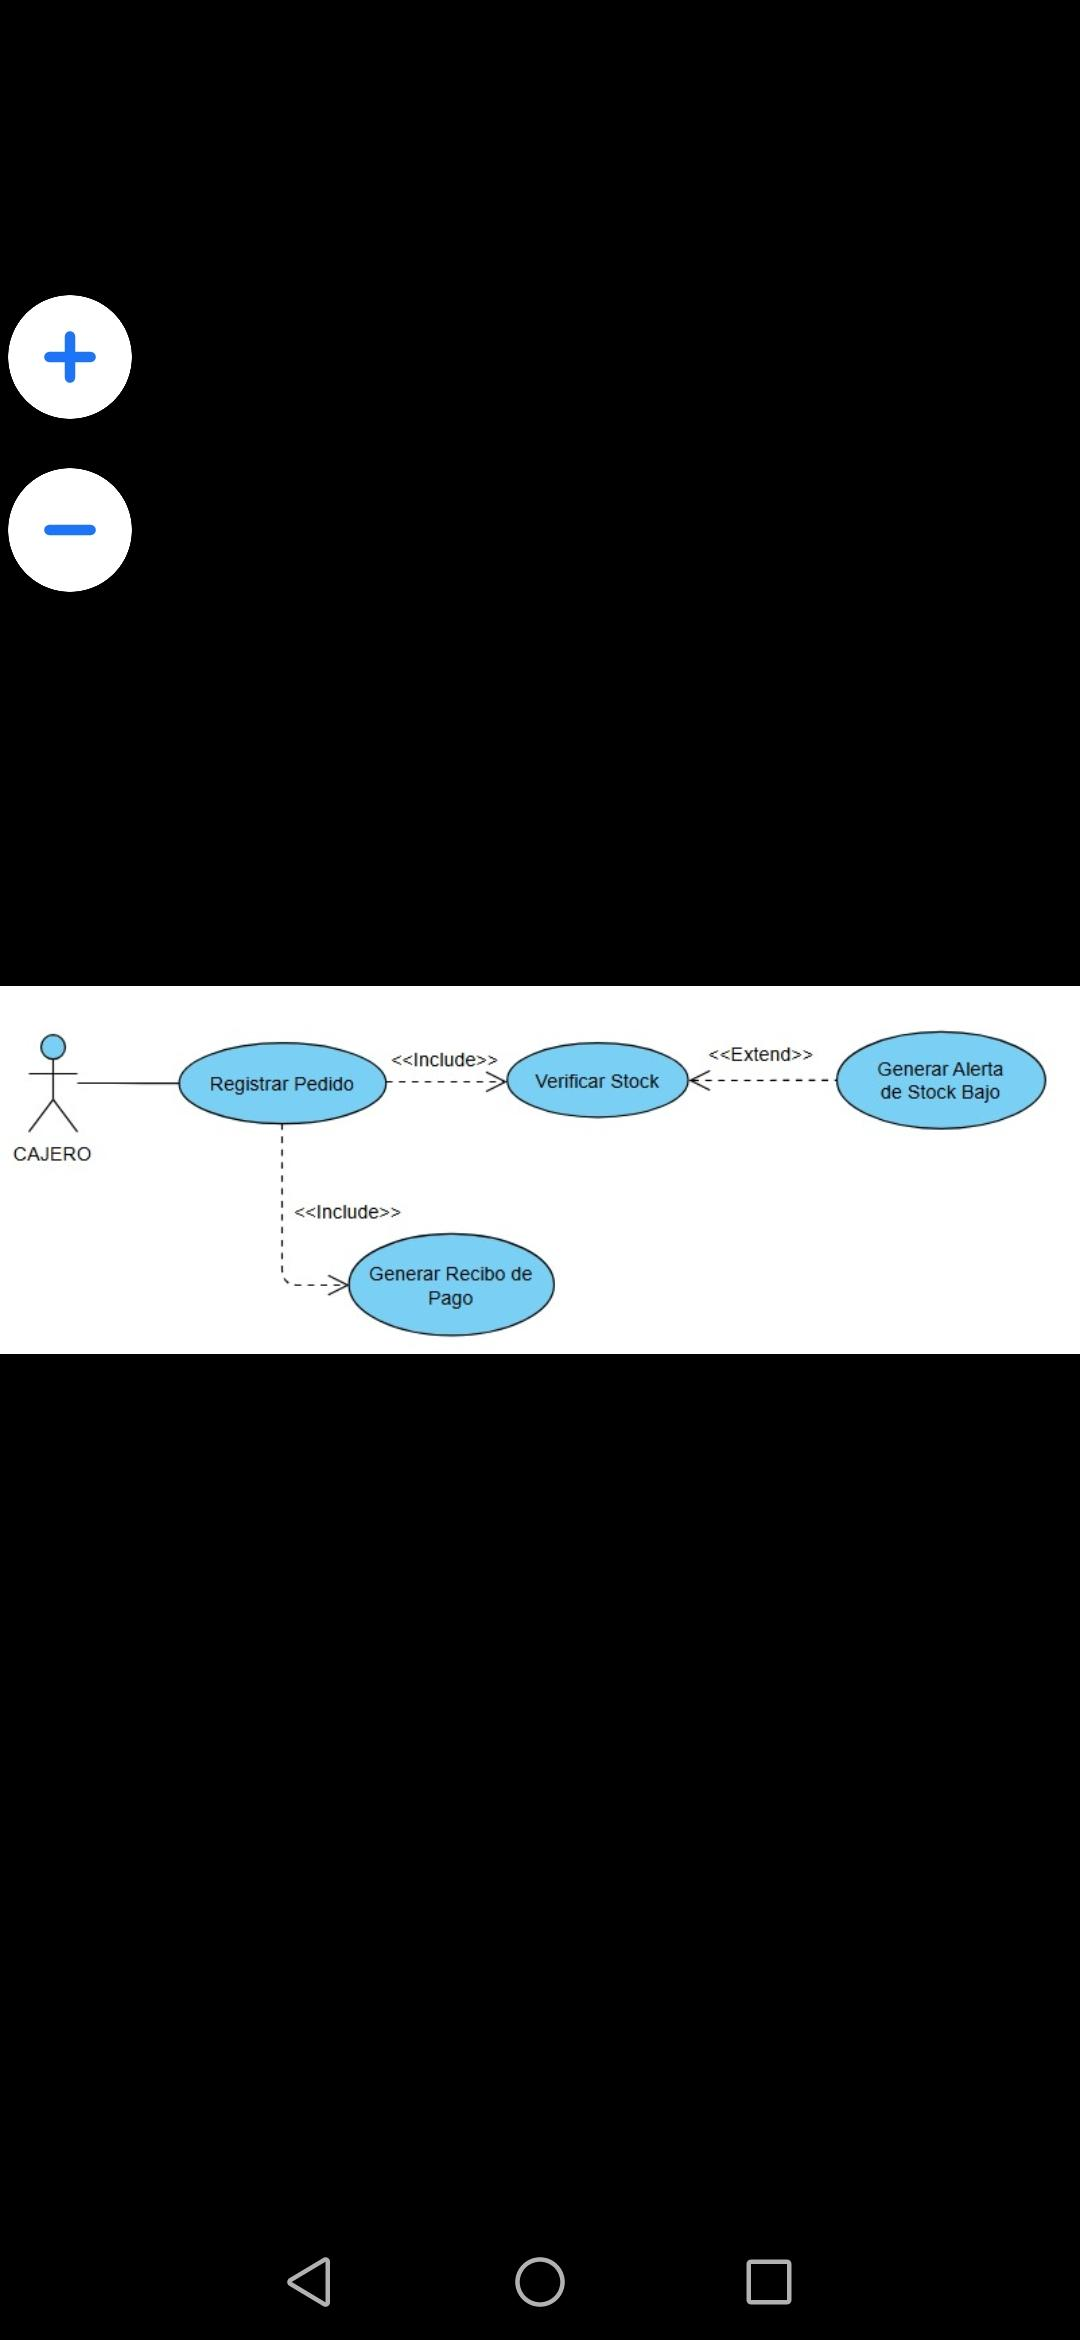 <<Include>>
<<Extend>>
Registrar Pedido
Verificar Stock
Generar Alerta
de Stock Bajo
CAJERO
<<Include>>
Generar Recibo de
Pago